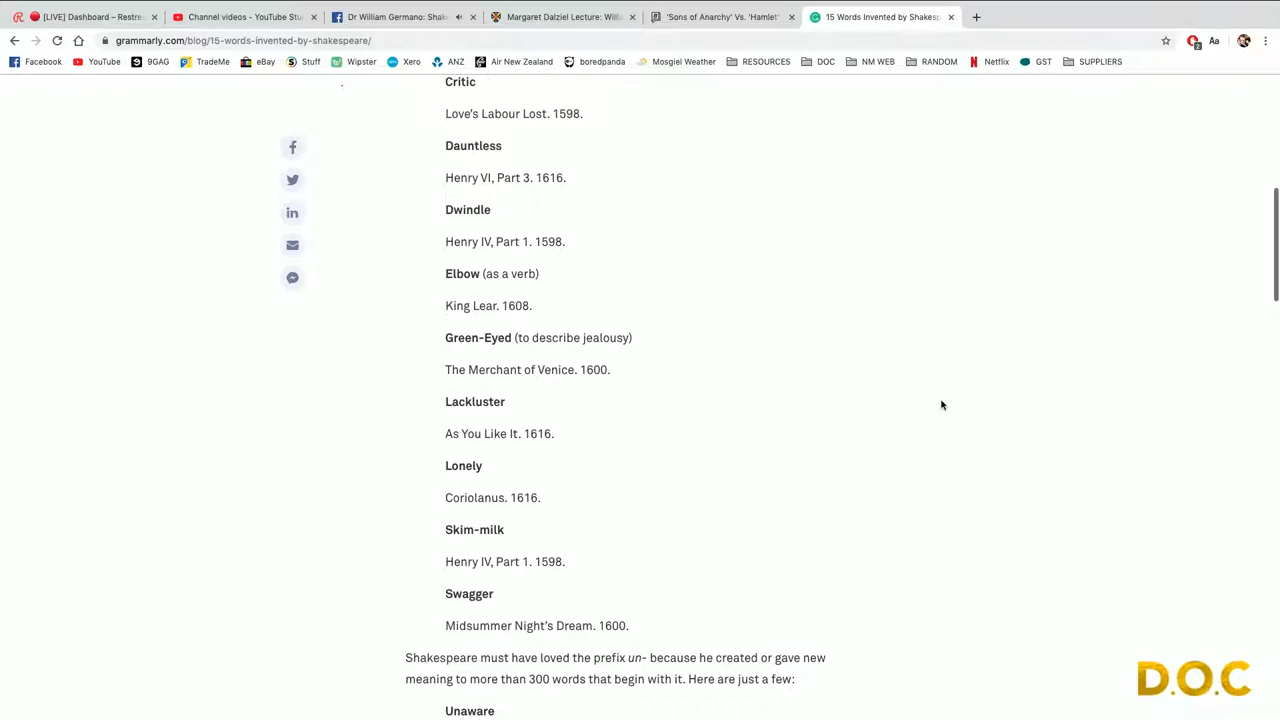 [LIVE] Dashboard – Restre
Channel videos - YouTube Stu
Dr William Germano: Shak
Margaret Dalziel Lecture: Will
'Sons of Anarchy' Vs. 'Hamlet'
15 Words Invented by Shakesp
grammarly.com/blog/15-words-invented-by-shakespeare/
Aa
Facebook YouTube 9GAG TradeMe eBay Stuff Wipster Xero ANZ Air New Zealand boredpanda Mosgiel Weather RESOURCES DOC NM WEB RANDOM Netflix GST SUPPLIERS
Critic
Love's Labour Lost. 1598.
Dauntless
Henry VI, Part 3. 1616.
Dwindle
Henry IV, Part 1. 1598.
Elbow (as a verb)
King Lear. 1608.
Green-Eyed (to describe jealousy)
The Merchant of Venice. 1600.
Lackluster
As You Like It. 1616.
Lonely
Coriolanus. 1616.
Skim-milk
Henry IV, Part 1. 1598.
Swagger
Midsummer Night's Dream. 1600.
Shakespeare must have loved the prefix un- because he created or gave new
meaning to more than 300 words that begin with it. Here are just a few:
Unaware
D.O.C